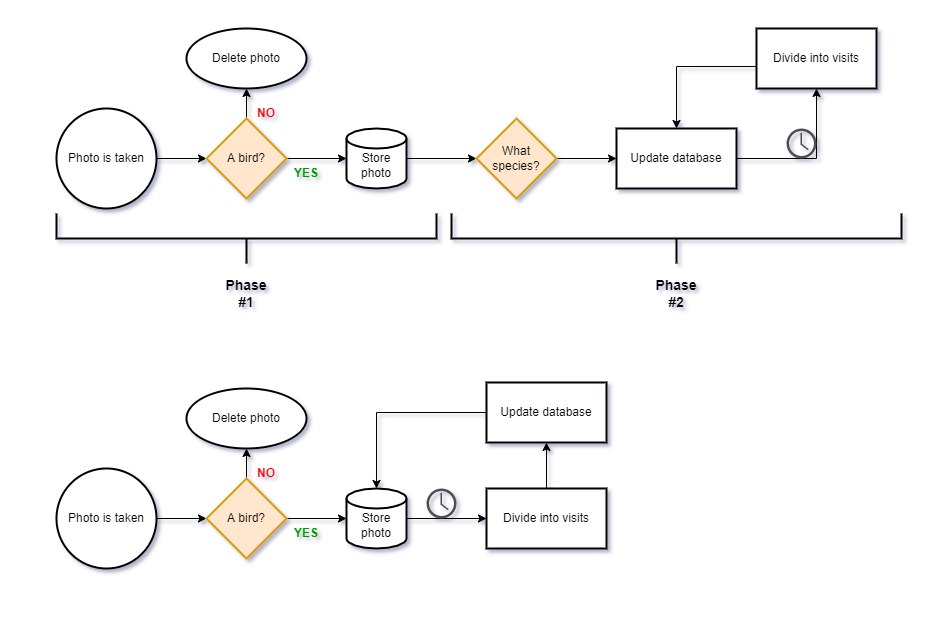 Delete photo
Divide into visits
NO
Photo is taken
A bird?
YES
Store
photo
What
species?
Update database
Phase
#1
Phase
#2
Update database
Delete photo
NO
Photo is taken
A bird?
YES
Store
photo
Divide into visits